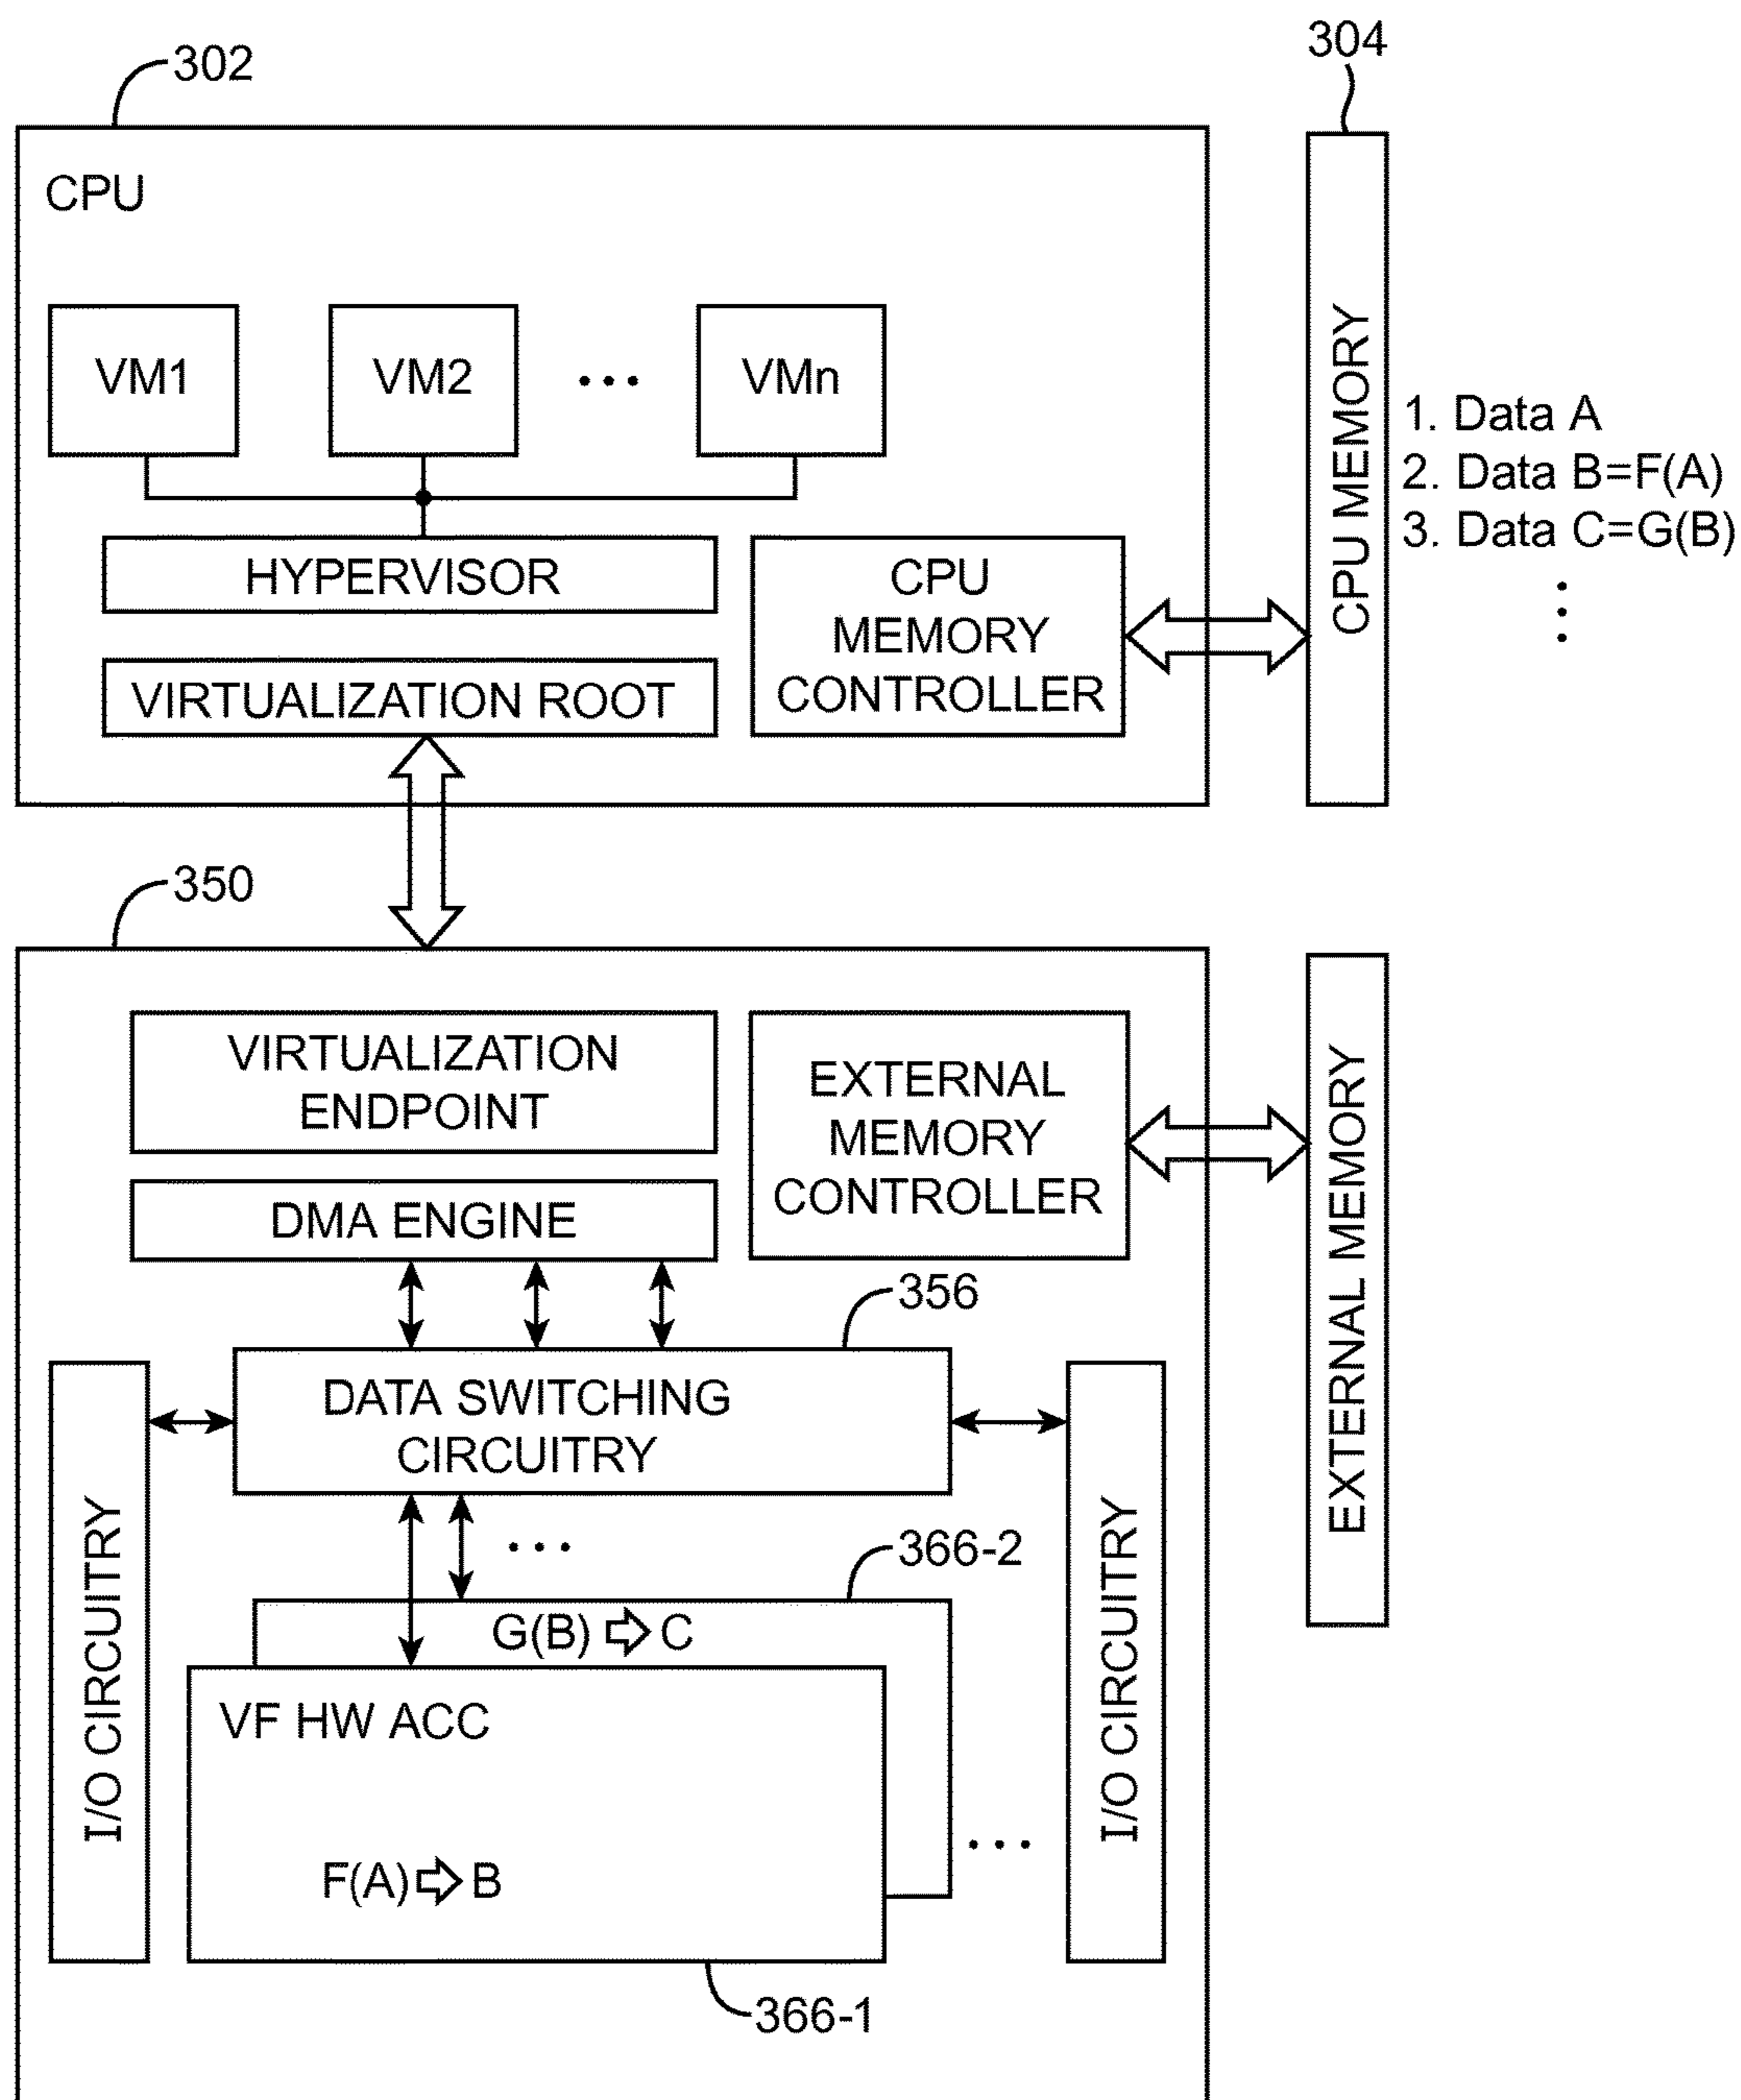 302
304
CPU
VM1
VM2
...
VMn
HYPERVISOR
VIRTUALIZATION ROOT
CPU
MEMORY
CONTROLLER
CPU MEMORY
1. Data A
2. Data B=F(A)
3. Data C=G(B)
350
VIRTUALIZATION
ENDPOINT
DMA ENGINE
EXTERNAL
MEMORY
CONTROLLER
EXTERNAL MEMORY
356
DATA SWITCHING
CIRCUITRY
I/O CIRCUITRY
I/O CIRCUITRY
...
366-2
G(B) ⇨ C
VF HW ACC
F(A) ⇨ B
...
366-1